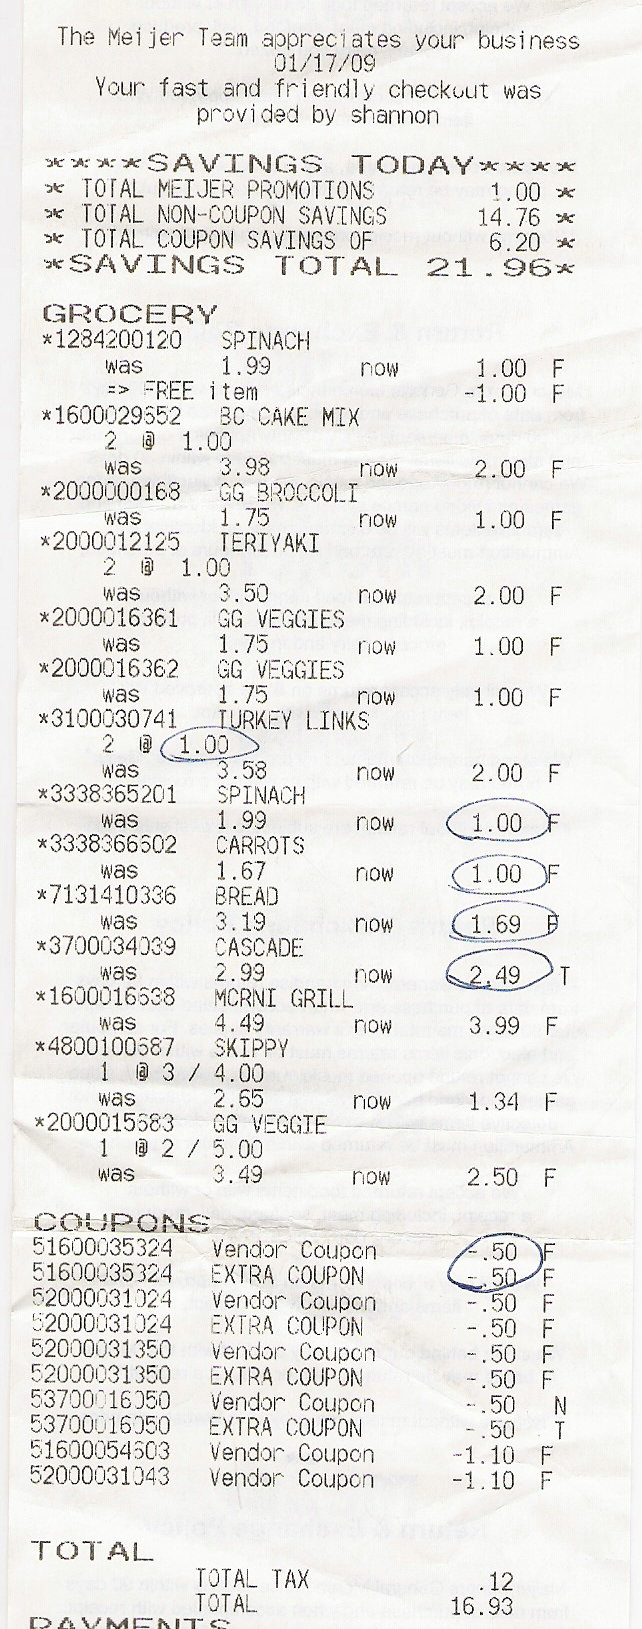 The Meijer Team appreciates your business
01/17/09
Your fast and friendly checkout was
provided by shannon
****SAVINGS TODAY****
* TOTAL MEIJER PROMOTIONS 1.00 *
* TOTAL NON-COUPON SAVINGS 14.76 *
* TOTAL COUPON SAVINGS OF 6.20 *
*SAVINGS TOTAL 21.96*
GROCERY
*1284200120 SPINACH
was 1.99 now 1.00 F
=> FREE item -1.00 F
*1600029552 BC CAKE MIX
2 @ 1.00
was 3.98 now 2.00 F
*2000000168 GG BROCCOLI
was 1.75 now 1.00 F
*2000012125 TERIYAKI
2 @ 1.00
was 3.50 now 2.00 F
*2000016361 GG VEGGIES
was 1.75 now 1.00 F
*2000016362 GG VEGGIES
was 1.75 now 1.00 F
*3100030741 TURKEY LINKS
2 @ 1.00
was 3.58 now 2.00 F
*3338365201 SPINACH
was 1.99 now 1.00 F
*3338366602 CARROTS
was 1.67 now 1.00 F
*7131410336 BREAD
was 3.19 now 1.69 F
*3700034039 CASCADE
was 2.99 now 2.49 T
*1600016638 MCRNI GRILL
was 4.49 now 3.99 F
*4800100687 SKIPPY
1 @ 3 / 4.00
was 2.65 now 1.34 F
*2000015683 GG VEGGIE
1 @ 2 / 5.00
was 3.49 now 2.50 F
COUPONS
51600035324 Vendor Coupon -.50 F
51600035324 EXTRA COUPON -.50 F
52000031024 Vendor Coupon -.50 F
52000031024 EXTRA COUPON -.50 F
52000031350 Vendor Coupon -.50 F
52000031350 EXTRA COUPON -.50 F
53700016050 Vendor Coupon -.50 N
53700016050 EXTRA COUPON -.50 T
51600054603 Vendor Coupon -1.10 F
52000031043 Vendor Coupon -1.10 F
TOTAL
TOTAL TAX .12
TOTAL 16.93
PAYMENTS